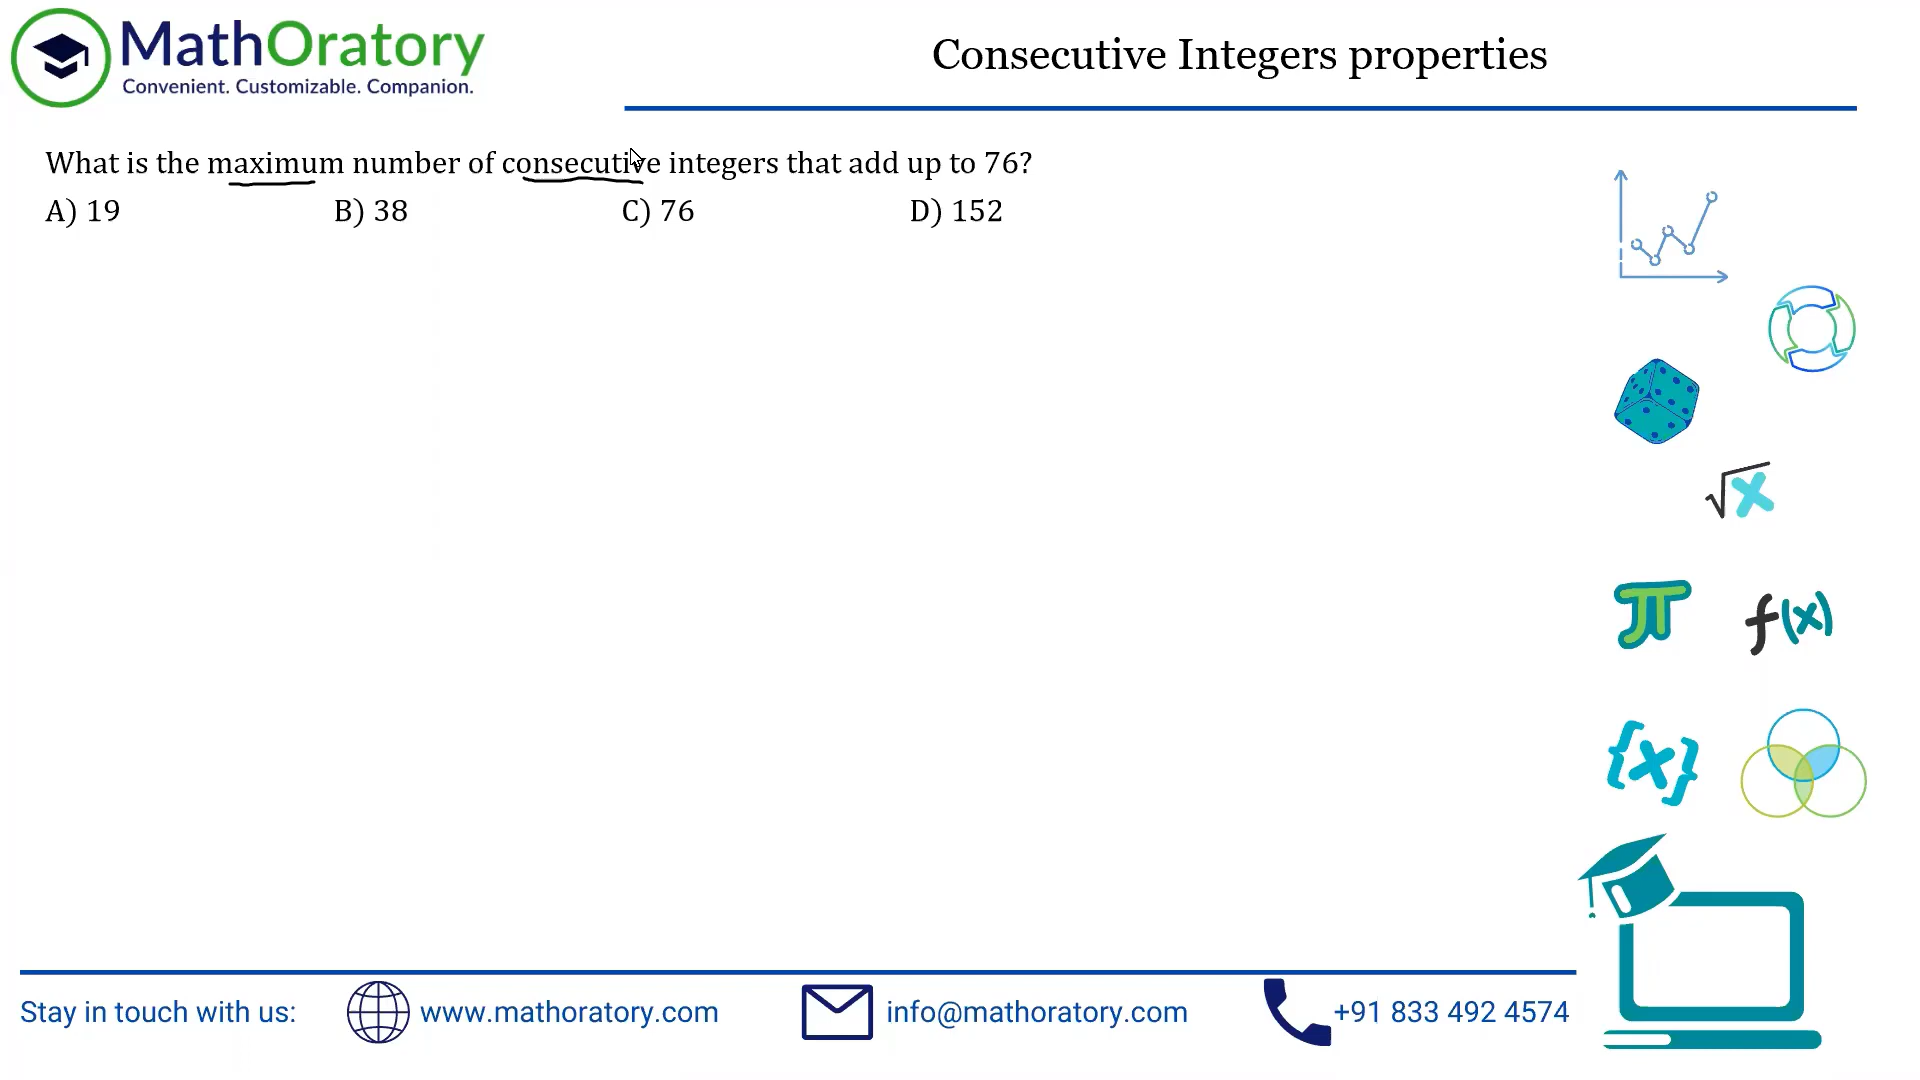 MathOratory
Convenient. Customizable. Companion.
Consecutive Integers properties
What is the maximum number of consecutive integers that add up to 76?
A) 19 B) 38 C) 76 D) 152
√x
π
f(x)
{x}
Stay in touch with us: www.mathoratory.com info@mathoratory.com +91 833 492 4574